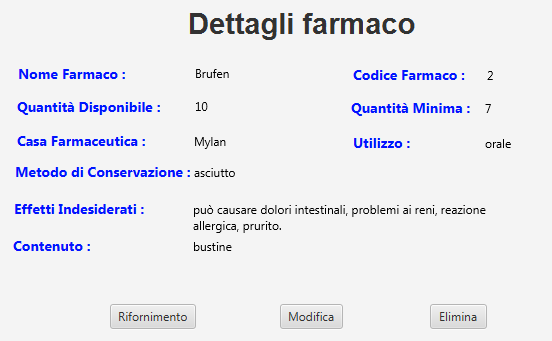 Dettagli farmaco
Nome Farmaco : Brufen Codice Farmaco : 2
Quantità Disponibile : 10 Quantità Minima : 7
Casa Farmaceutica : Mylan Utilizzo : orale
Metodo di Conservazione : asciutto
Effetti Indesiderati : può causare dolori intestinali, problemi ai reni, reazione
allergica, prurito.
Contenuto : bustine
Rifornimento Modifica Elimina